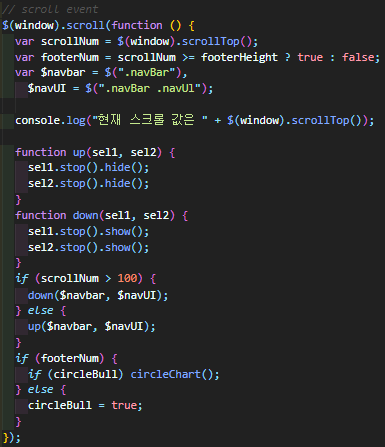 // scroll event
$(window).scroll(function () {
  var scrollNum = $(window).scrollTop();
  var footerNum = scrollNum >= footerHeight ? true : false;
  var $navbar = $(".navBar"),
    $navUI = $(".navBar .navUl");

  console.log("현재 스크롤 값은 " + $(window).scrollTop());

  function up(sel1, sel2) {
    sel1.stop().hide();
    sel2.stop().hide();
  }
  function down(sel1, sel2) {
    sel1.stop().show();
    sel2.stop().show();
  }
  if (scrollNum > 100) {
    down($navbar, $navUI);
  } else {
    up($navbar, $navUI);
  }
  if (footerNum) {
    if (circleBull) circleChart();
  } else {
    circleBull = true;
  }
});